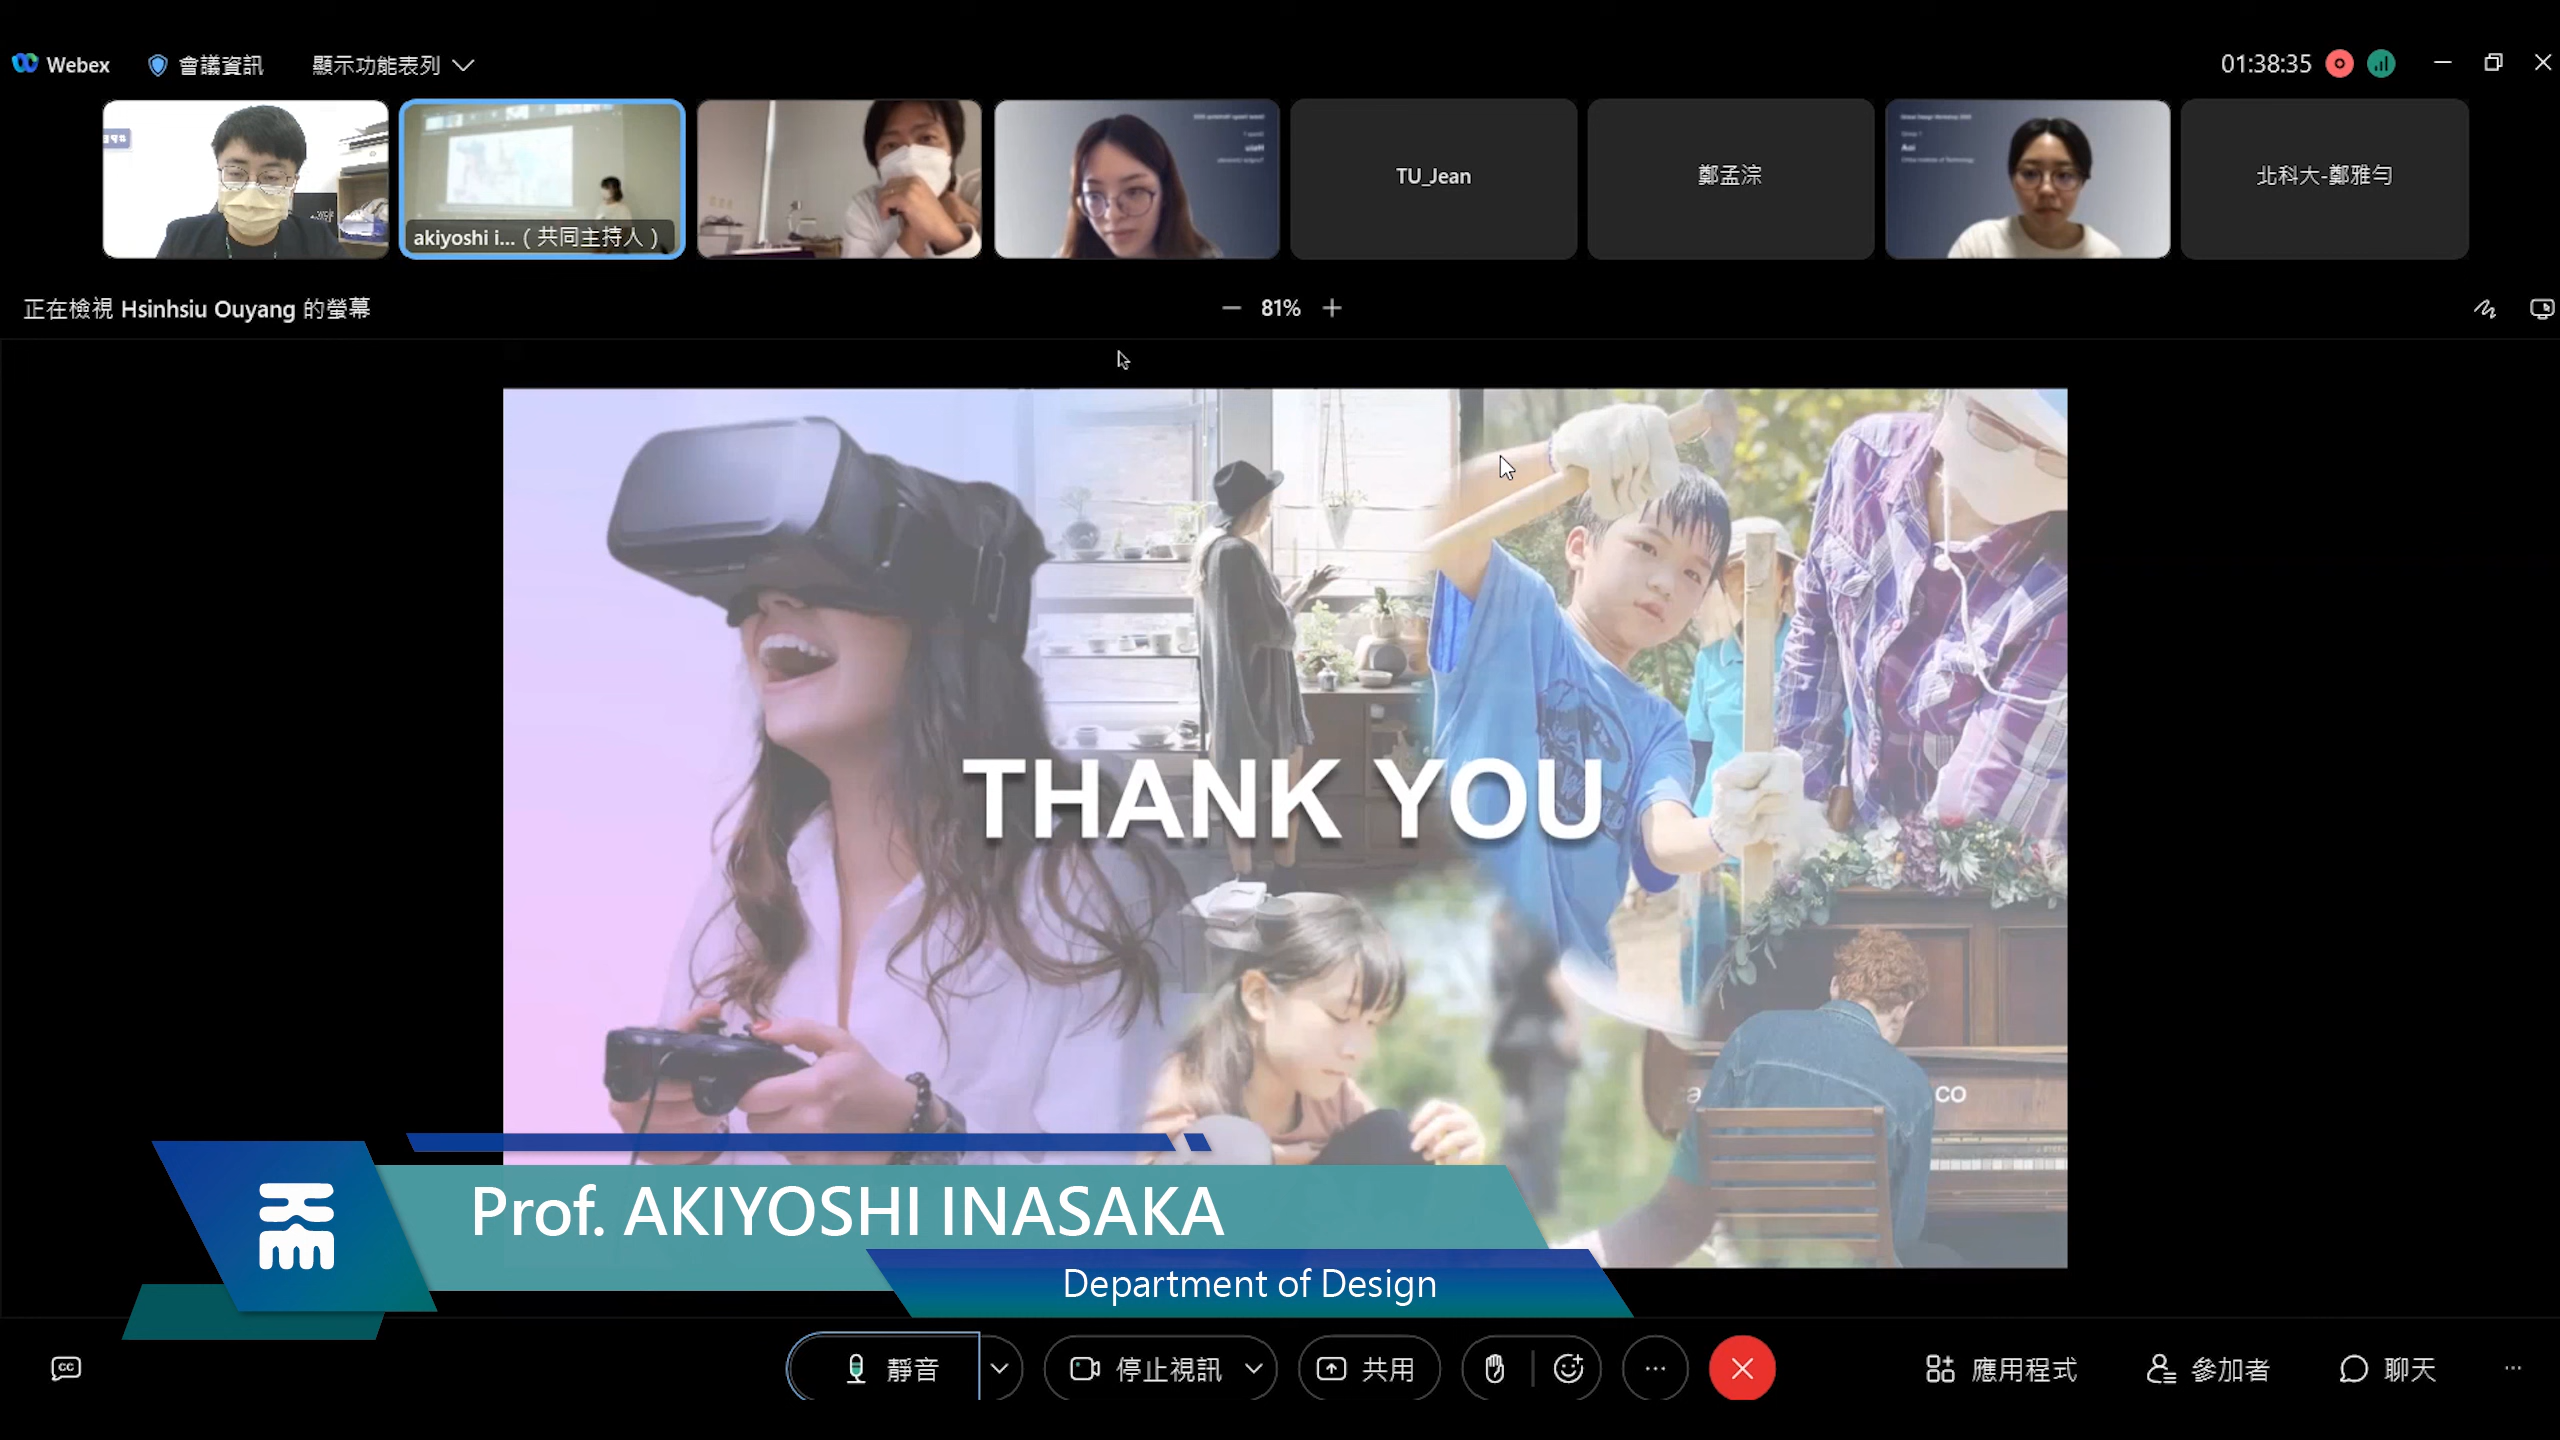 Webex
會議資訊
顯示功能表列
01:38:35
akiyoshi i... ( 共同主持人 )
TU_Jean
鄭孟淙
北科大-鄭雅勻
正在檢視 Hsinhsiu Ouyang 的螢幕
81%
THANK YOU
co
Prof. AKIYOSHI INASAKA
Department of Design
CC
靜音
停止視訊
共用
應用程式
參加者
聊天